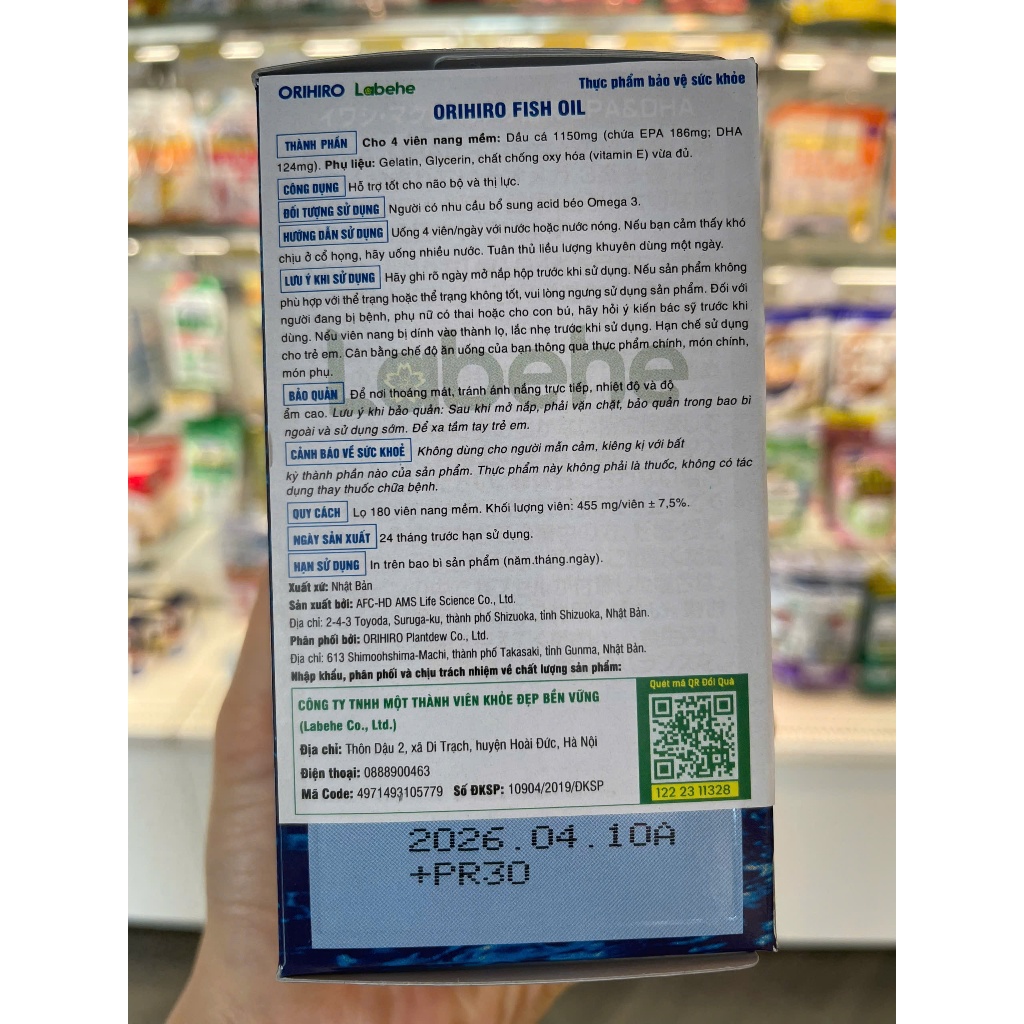 ORIHIRO Labehe
Thực phẩm bảo vệ sức khỏe
ORIHIRO FISH OIL
THÀNH PHẦN Cho 4 viên nang mềm: Dầu cá 1150mg (chứa EPA 186mg; DHA
124mg). Phụ liệu: Gelatin, Glycerin, chất chống oxy hóa (vitamin E) vừa đủ.
CÔNG DỤNG Hỗ trợ tốt cho não bộ và thị lực.
ĐỐI TƯỢNG SỬ DỤNG Người có nhu cầu bổ sung acid béo Omega 3.
HƯỚNG DẪN SỬ DỤNG Uống 4 viên/ngày với nước hoặc nước nóng. Nếu bạn cảm thấy khó
chịu ở cổ họng, hãy uống nhiều nước. Tuân thủ liều lượng khuyên dùng một ngày.
LƯU Ý KHI SỬ DỤNG Hãy ghi rõ ngày mở nắp hộp trước khi sử dụng. Nếu sản phẩm không
phù hợp với thể trạng hoặc thể trạng không tốt, vui lòng ngưng sử dụng sản phẩm. Đối với
người đang bị bệnh, phụ nữ có thai hoặc cho con bú, hãy hỏi ý kiến bác sỹ trước khi
dùng. Nếu viên nang bị dính vào thành lọ, lắc nhẹ trước khi sử dụng. Hạn chế sử dụng
cho trẻ em. Cân bằng chế độ ăn uống của bạn thông qua thực phẩm chính, món chính,
món phụ.
Labehe
BẢO QUẢN Để nơi thoáng mát, tránh ánh nắng trực tiếp, nhiệt độ và độ
ẩm cao. Lưu ý khi bảo quản: Sau khi mở nắp, phải vặn chặt, bảo quản trong bao bì
ngoài và sử dụng sớm. Để xa tầm tay trẻ em.
CẢNH BÁO VỀ SỨC KHOẺ Không dùng cho người mẫn cảm, kiêng kị với bất
kỳ thành phần nào của sản phẩm. Thực phẩm này không phải là thuốc, không có tác
dụng thay thuốc chữa bệnh.
QUY CÁCH Lọ 180 viên nang mềm. Khối lượng viên: 455 mg/viên ± 7,5%.
NGÀY SẢN XUẤT 24 tháng trước hạn sử dụng.
HẠN SỬ DỤNG In trên bao bì sản phẩm (năm.tháng.ngày).
Xuất xứ: Nhật Bản
Sản xuất bởi: AFC-HD AMS Life Science Co., Ltd.
Địa chỉ: 2-4-3 Toyoda, Suruga-ku, thành phố Shizuoka, tỉnh Shizuoka, Nhật Bản.
Phân phối bởi: ORIHIRO Plantdew Co., Ltd.
Địa chỉ: 613 Shimoohshima-Machi, thành phố Takasaki, tỉnh Gunma, Nhật Bản.
Nhập khẩu, phân phối và chịu trách nhiệm về chất lượng sản phẩm:
CÔNG TY TNHH MỘT THÀNH VIÊN KHỎE ĐẸP BỀN VỮNG
(Labehe Co., Ltd.)
Địa chỉ: Thôn Dậu 2, xã Di Trạch, huyện Hoài Đức, Hà Nội
Điện thoại: 0888900463
Mã Code: 4971493105779 Số ĐKSP: 10904/2019/ĐKSP
Quét mã QR Đổi Quà
122 23 11328
2026.04.10A
+PR30